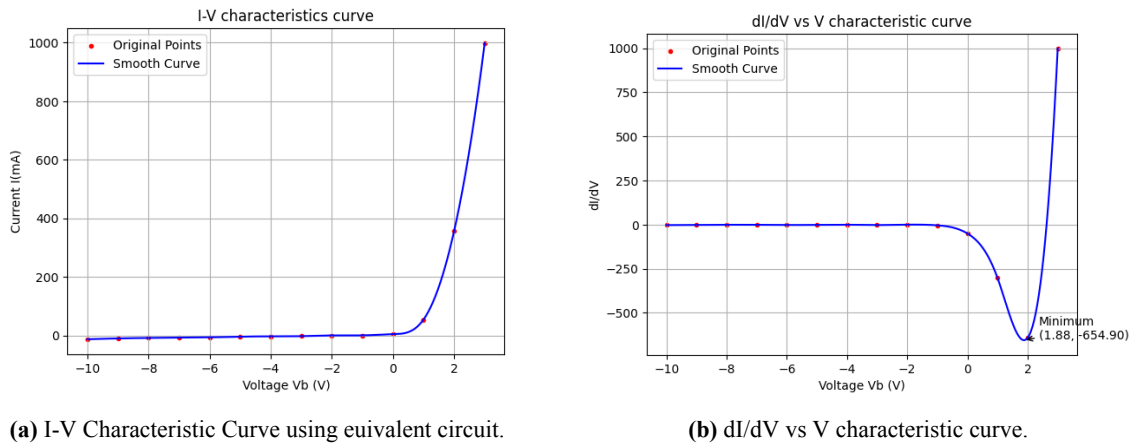 I-V characteristics curve
Original Points
Smooth Curve
1000
800
600
400
200
0
Current I(mA)
−10
−8
−6
−4
−2
0
2
Voltage Vb (V)
(a) I-V Characteristic Curve using euivalent circuit.
dI/dV vs V characteristic curve
Original Points
Smooth Curve
1000
750
500
250
0
−250
−500
dI/dV
Minimum
(1.88, -654.90)
−10
−8
−6
−4
−2
0
2
Voltage Vb (V)
(b) dI/dV vs V characteristic curve.